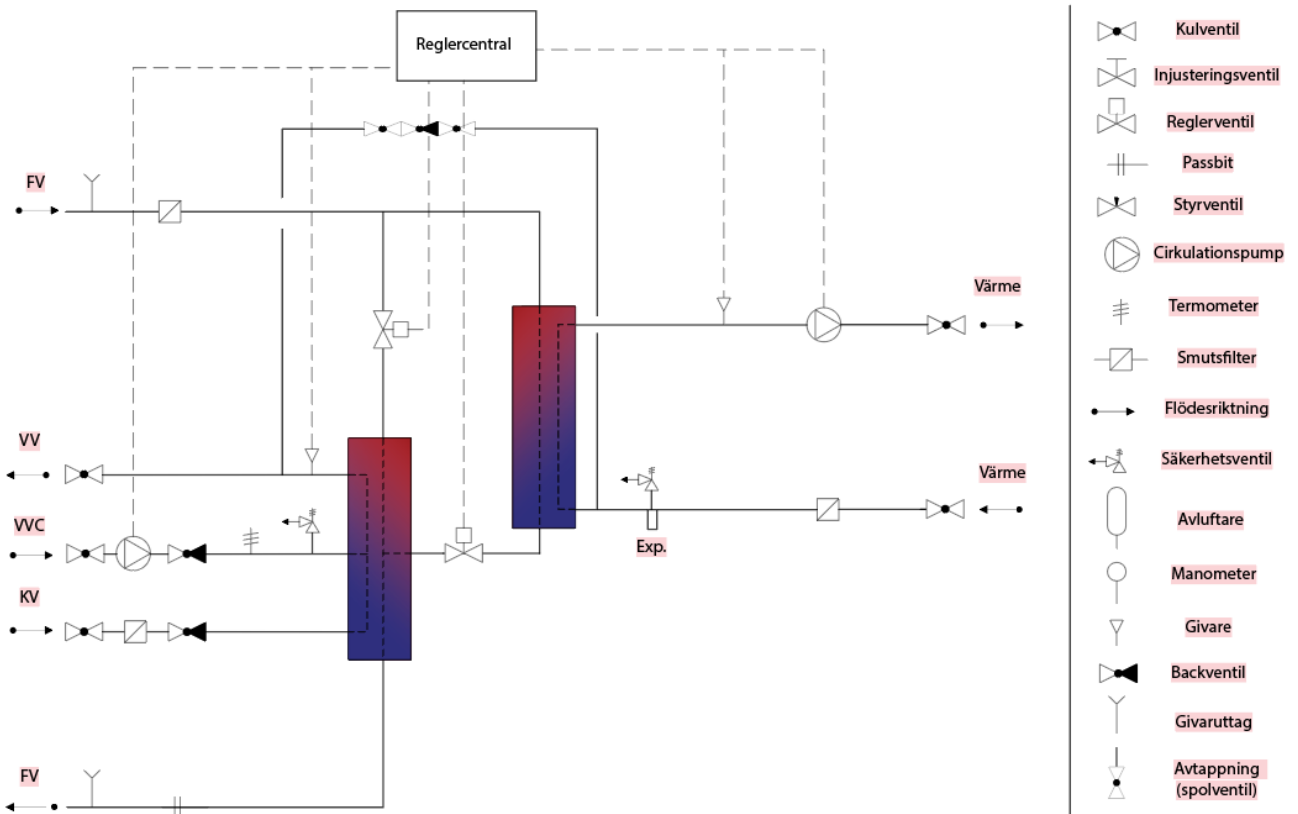 Reglercentral
FV
VV
VVC
KV
FV
Värme
Värme
Exp.
Kulventil
Injusteringsventil
Reglerventil
Passbit
Styrventil
Cirkulationspump
Termometer
Smutsfilter
Flödesriktning
Säkerhetsventil
Avluftare
Manometer
Givare
Backventil
Givaruttag
Avtappning
(spolventil)